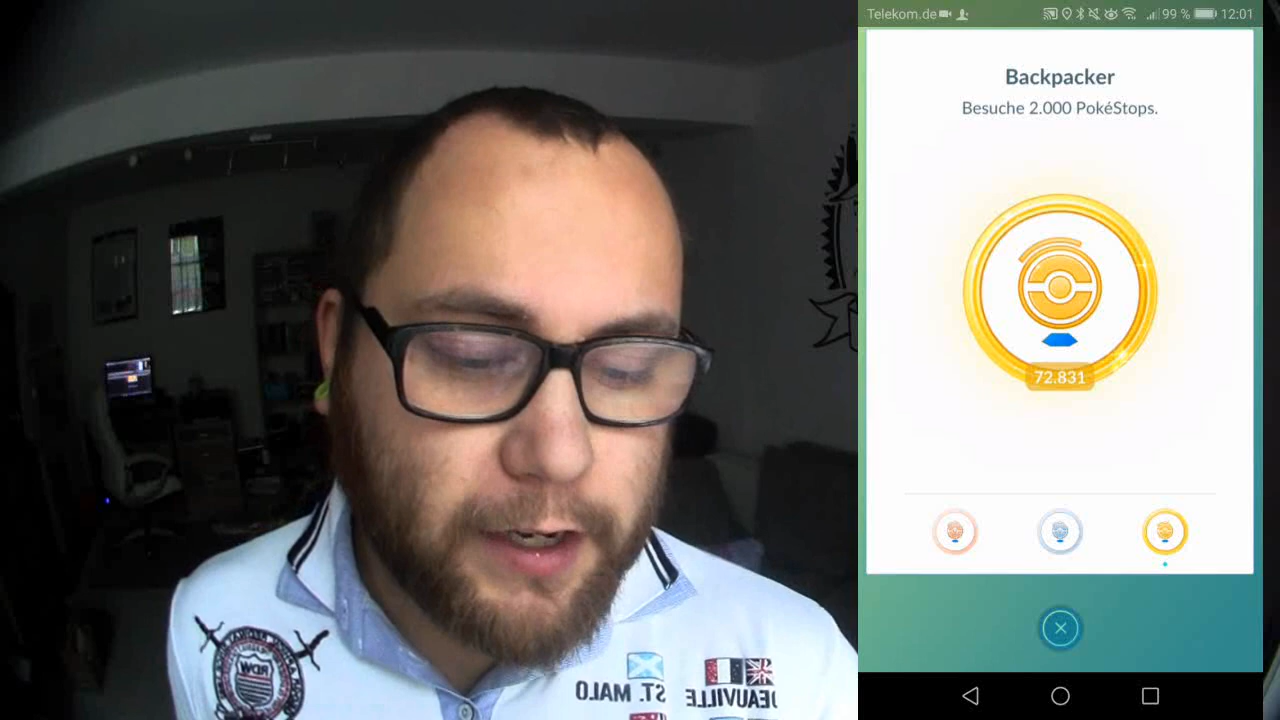 Telekom.de
99 %
12:01
Backpacker
Besuche 2.000 PokéStops.
72.831
ST. MALO
DEAUVILLE